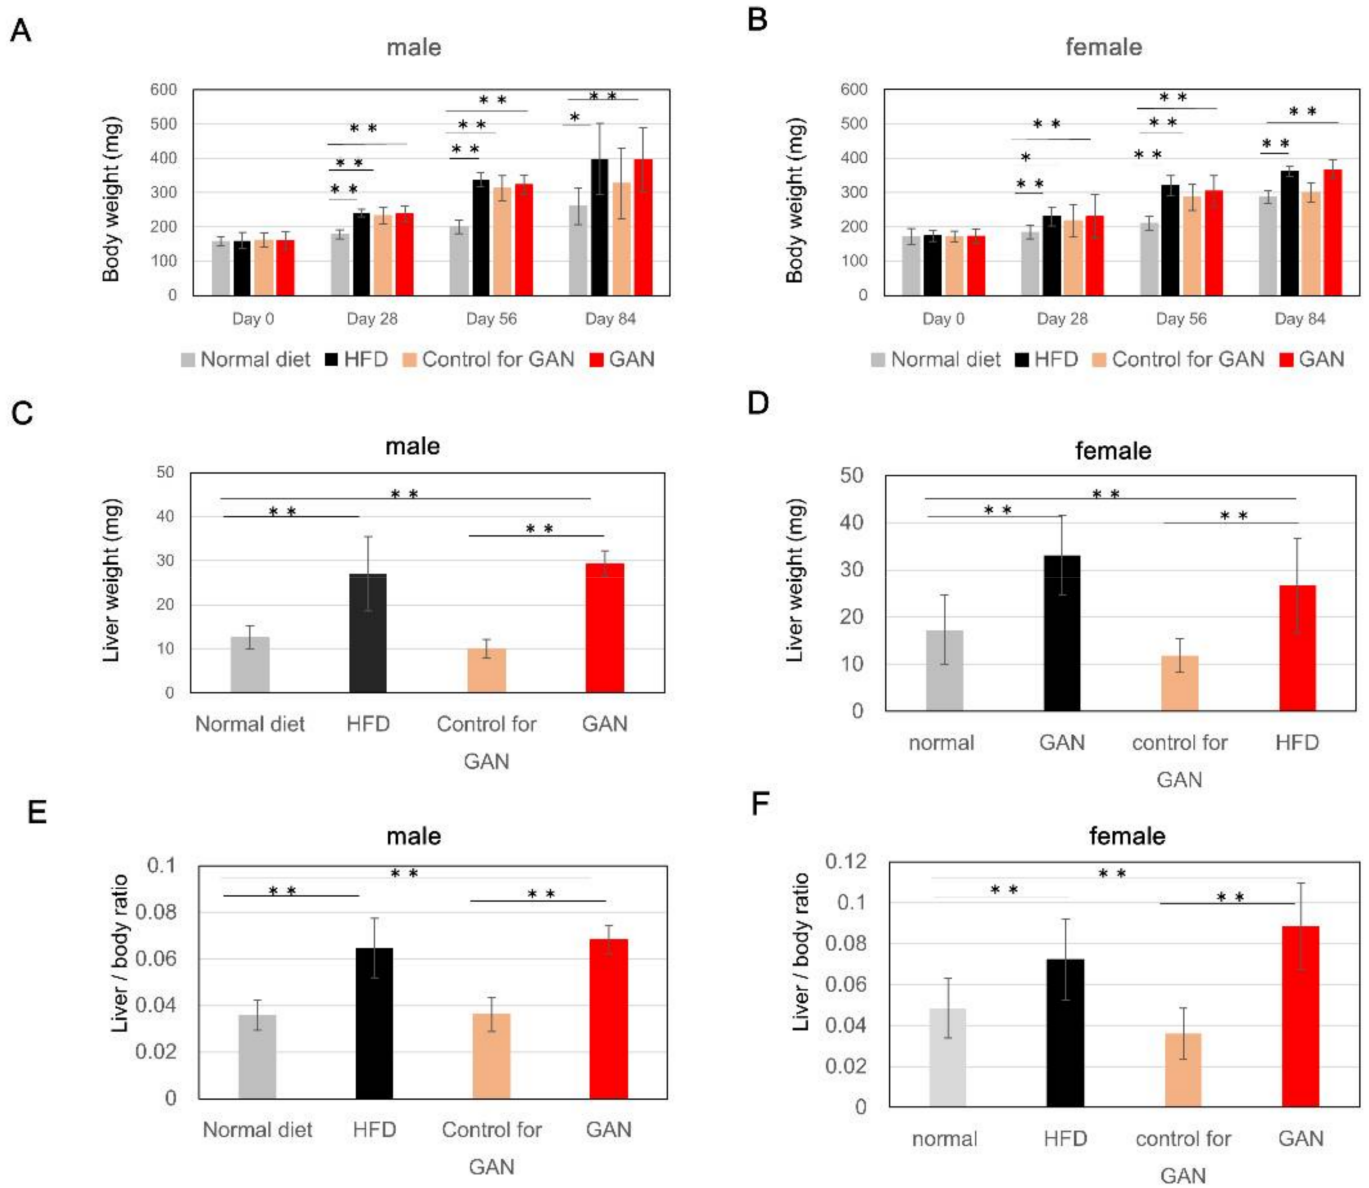 A
male
Body weight (mg)
600
500
400
300
200
100
0
* *
* *
* *
* *
* *
* *
* *
*
Day 0 Day 28 Day 56 Day 84
Normal diet HFD Control for GAN GAN
B
female
Body weight (mg)
600
500
400
300
200
100
0
* *
*
* *
* *
* *
* *
* *
* *
Day 0 Day 28 Day 56 Day 84
Normal diet HFD Control for GAN GAN
C
male
Liver weight (mg)
50
40
30
20
10
0
* *
* *
* *
Normal diet HFD Control for GAN
GAN
D
female
Liver weight (mg)
50
40
30
20
10
0
* *
* *
* *
normal GAN control for HFD
GAN
E
male
Liver / body ratio
0.1
0.08
0.06
0.04
0.02
0
* *
* *
* *
Normal diet HFD Control for GAN
GAN
F
female
Liver / body ratio
0.12
0.1
0.08
0.06
0.04
0.02
0
* *
* *
* *
normal HFD control for GAN
GAN